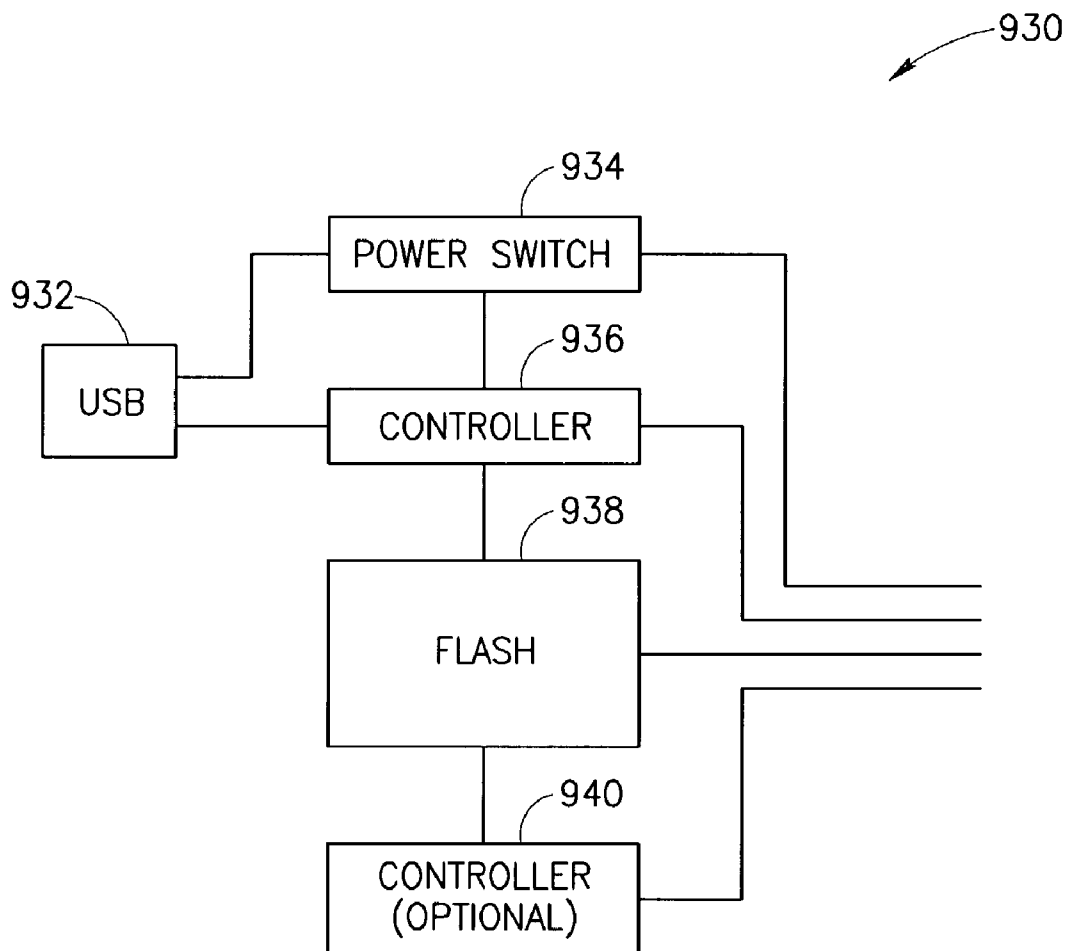 930
934
POWER SWITCH
932
936
USB
CONTROLLER
938
FLASH
940
CONTROLLER
(OPTIONAL)